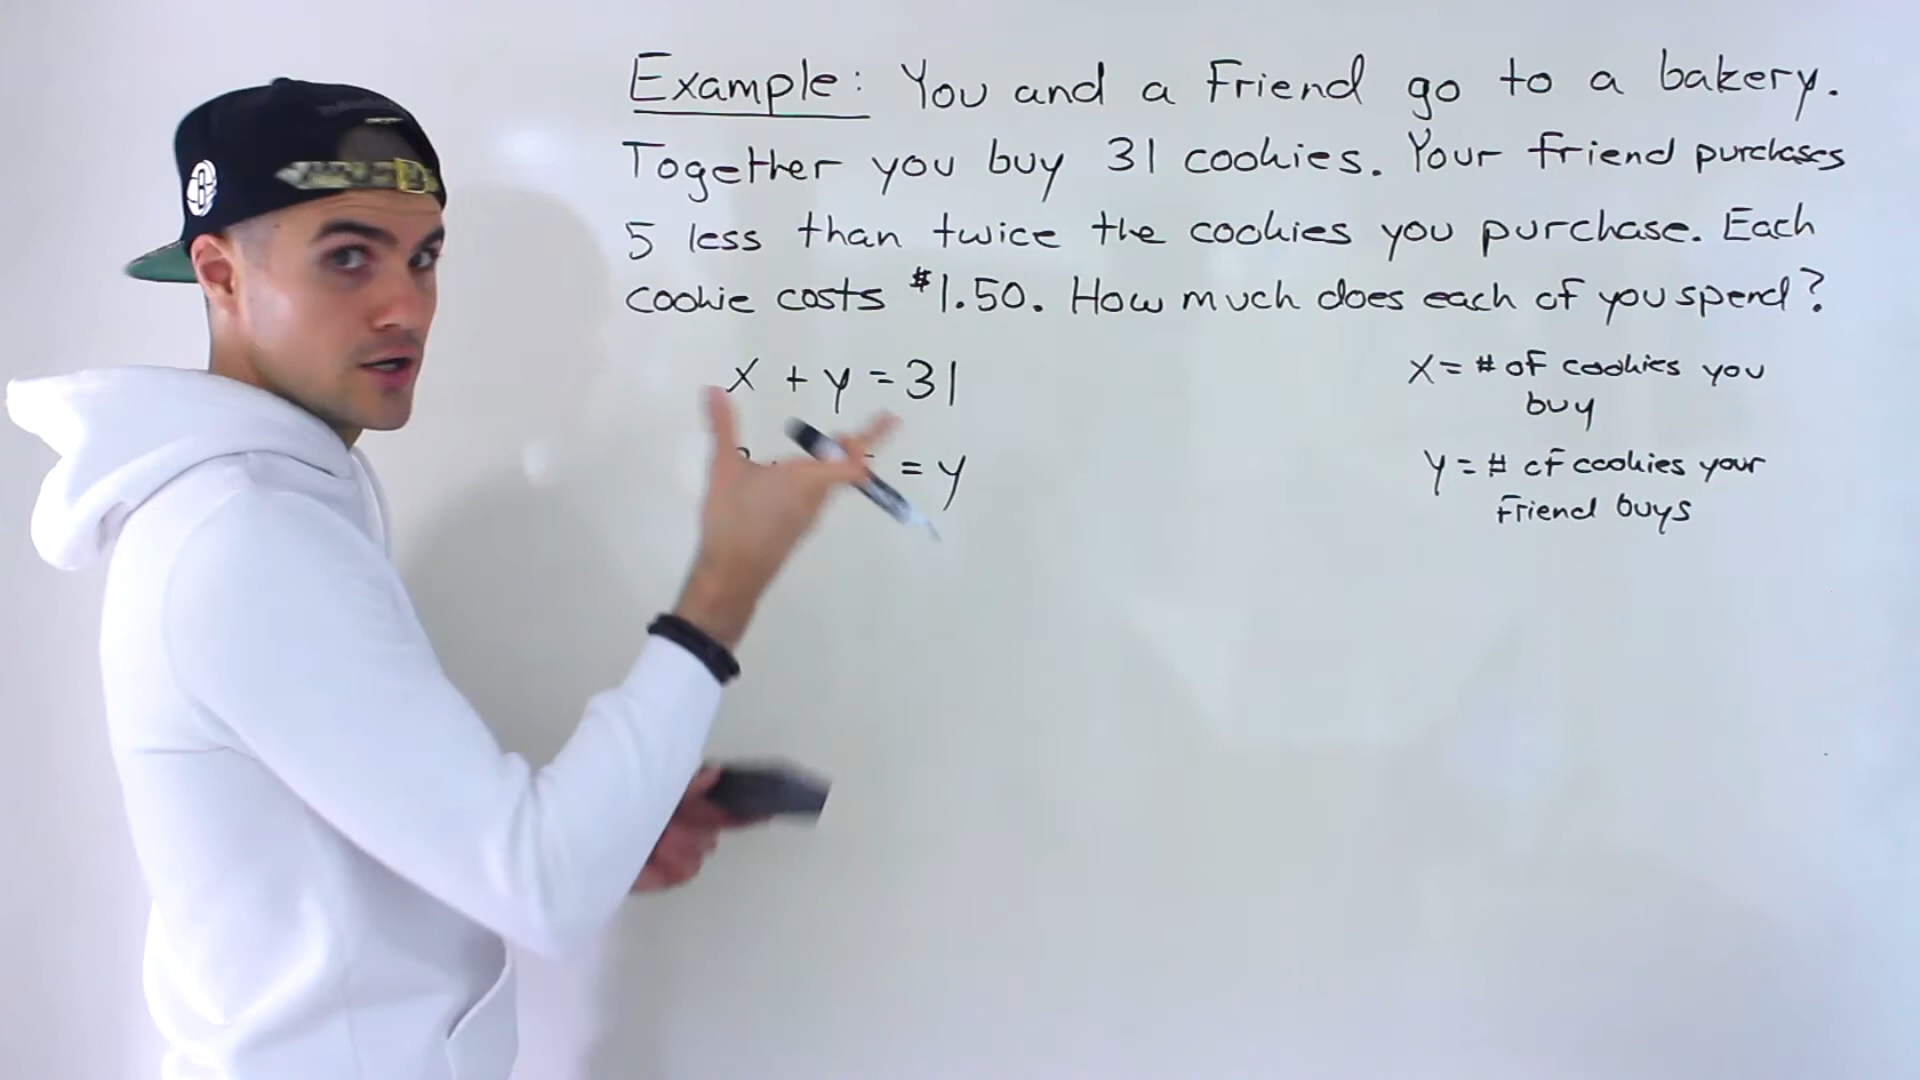 Example: You and a Friend go to a bakery.
Together you buy 31 cookies. Your friend purchases
5 less than twice the cookies you purchase. Each
cookie costs $1.50. How much does each of you spend?
x + y = 31
= y
x = # of cookies you
buy
y = # of cookies your
Friend buys